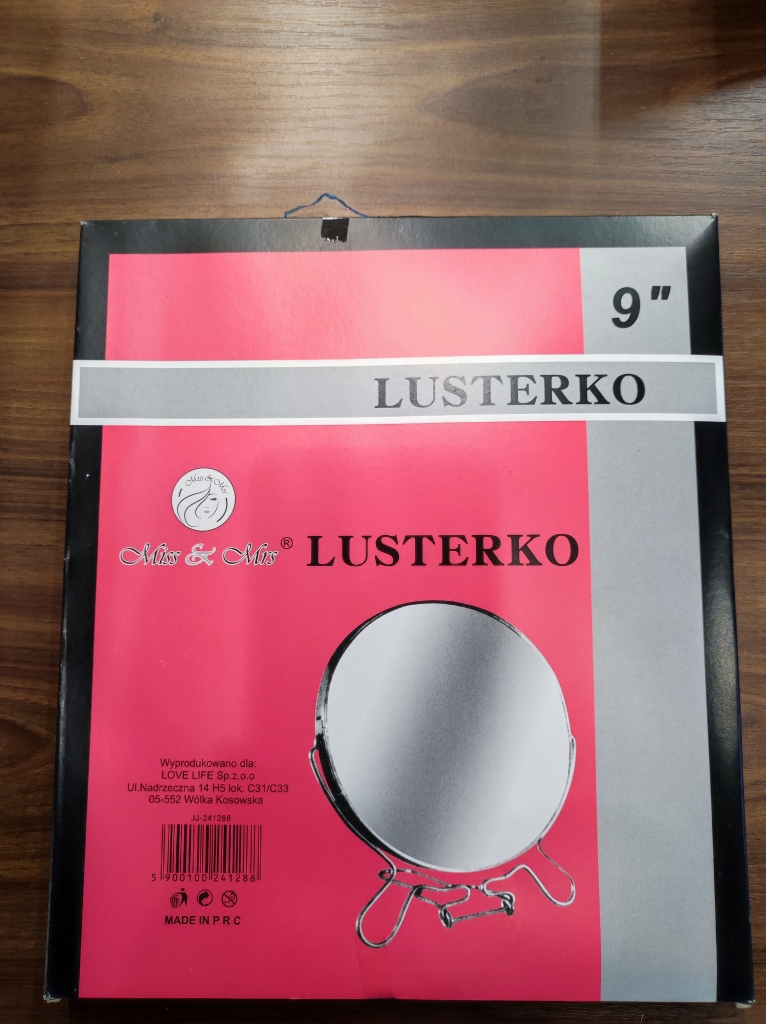 9"
LUSTERKO
Miss & Mrs
Miss & Mrs® LUSTERKO
Wyprodukowano dla:
LOVE LIFE Sp.z.o.o
Ul.Nadrzeczna 14 H5 lok. C31/C33
05-552 Wólka Kosowska
JJ-241288
5 900100 241288
MADE IN P R C